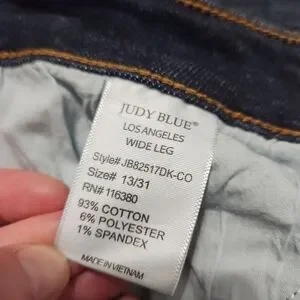 JUDY BLUE®
LOS ANGELES
WIDE LEG
Style# JB82517DK-CO
Size# 13/31
RN# 116380
93% COTTON
6% POLYESTER
1% SPANDEX
MADE IN VIETNAM